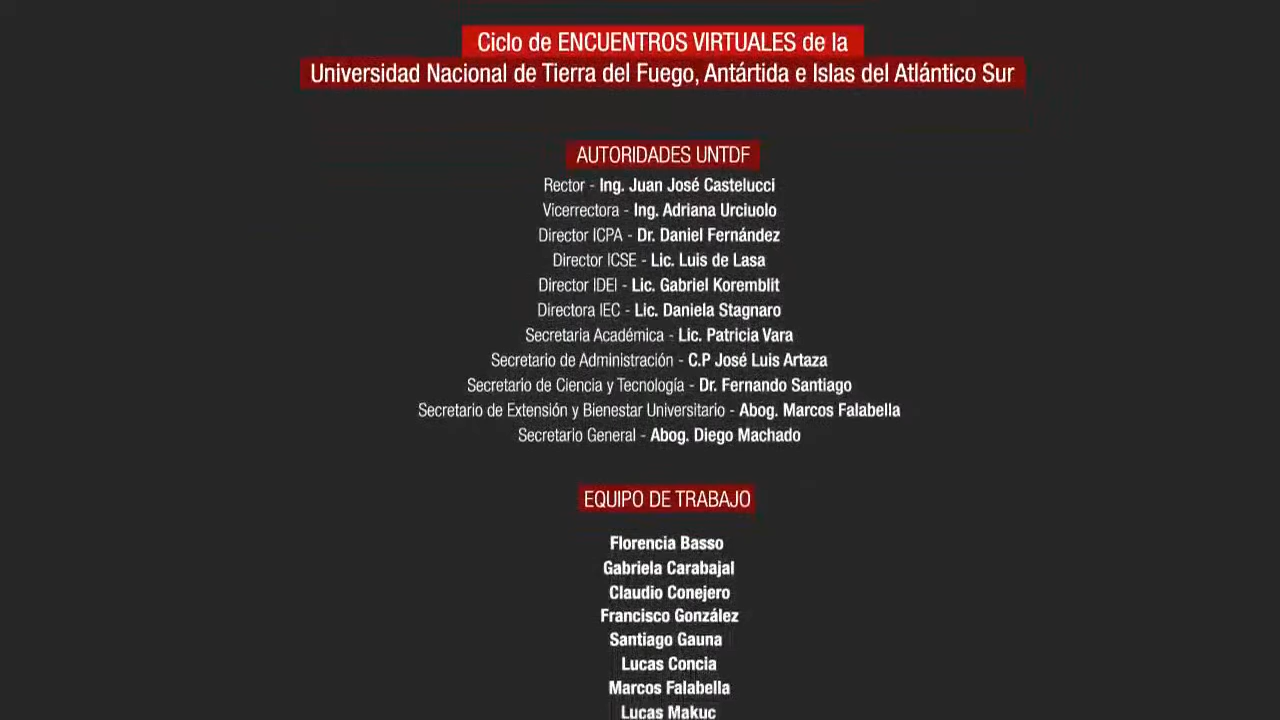 Ciclo de ENCUENTROS VIRTUALES de la
Universidad Nacional de Tierra del Fuego, Antártida e Islas del Atlántico Sur
AUTORIDADES UNTDF
Rector - Ing. Juan José Castelucci
Vicerrectora - Ing. Adriana Urciuolo
Director ICPA - Dr. Daniel Fernández
Director ICSE - Lic. Luis de Lasa
Director IDEI - Lic. Gabriel Koremblit
Directora IEC - Lic. Daniela Stagnaro
Secretaria Académica - Lic. Patricia Vara
Secretario de Administración - C.P José Luis Artaza
Secretario de Ciencia y Tecnología - Dr. Fernando Santiago
Secretario de Extensión y Bienestar Universitario - Abog. Marcos Falabella
Secretario General - Abog. Diego Machado
EQUIPO DE TRABAJO
Florencia Basso
Gabriela Carabajal
Claudio Conejero
Francisco González
Santiago Gauna
Lucas Concia
Marcos Falabella
Lucas Makuc